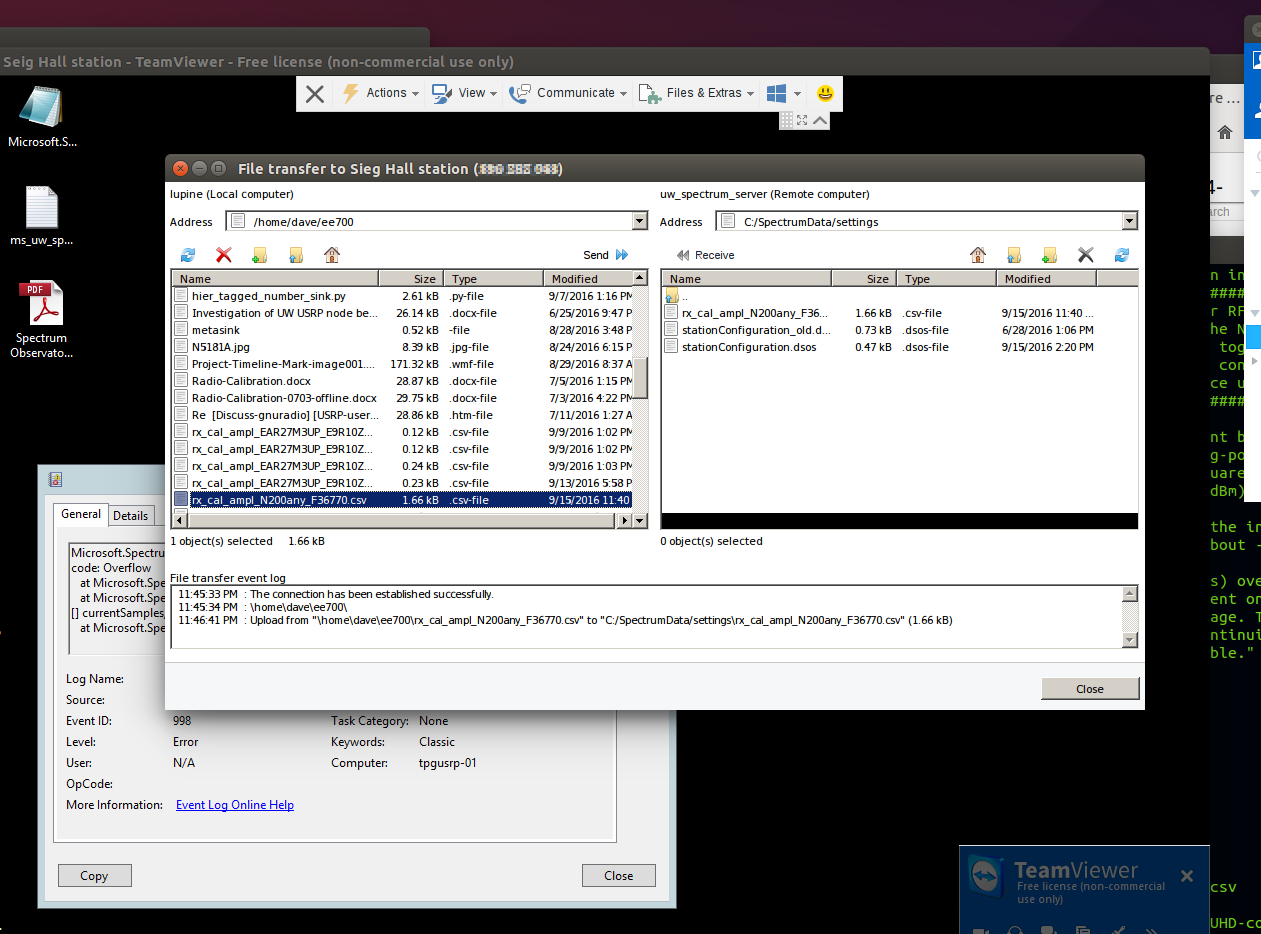 Seig Hall station - TeamViewer - Free license (non-commercial use only)
Actions View Communicate Files & Extras
re ...
Microsoft.S...
ms_uw_sp...
PDF
Spectrum
Observato...
File transfer to Sieg Hall station (
lupine (Local computer)
uw_spectrum_server (Remote computer)
Address /home/dave/ee700
Address C:/SpectrumData/settings
Send
Receive
Name Size Type Modified
hier_tagged_number_sink.py 2.61 kB .py-file 9/7/2016 1:16 PM
Investigation of UW USRP node be... 26.14 kB .docx-file 6/25/2016 9:47 P
metasink 0.52 kB -file 8/28/2016 3:48 P
N5181A.jpg 8.39 kB .jpg-file 8/24/2016 6:15 P
Project-Timeline-Mark-image001.... 171.32 kB .wmf-file 8/29/2016 8:37 A
Radio-Calibration.docx 28.87 kB .docx-file 7/5/2016 1:15 PM
Radio-Calibration-0703-offline.docx 29.75 kB .docx-file 7/3/2016 4:22 PM
Re [Discuss-gnuradio] [USRP-user... 28.86 kB .htm-file 7/11/2016 1:27 A
rx_cal_ampl_EAR27M3UP_E9R10Z... 0.12 kB .csv-file 9/9/2016 1:02 PM
rx_cal_ampl_EAR27M3UP_E9R10Z... 0.12 kB .csv-file 9/9/2016 1:02 PM
rx_cal_ampl_EAR27M3UP_E9R10Z... 0.24 kB .csv-file 9/9/2016 1:03 PM
rx_cal_ampl_EAR27M3UP_E9R10Z... 0.23 kB .csv-file 9/13/2016 5:58 P
rx_cal_ampl_N200any_F36770.csv 1.66 kB .csv-file 9/15/2016 11:40
1 object(s) selected 1.66 kB
Name Size Type Modified
..
rx_cal_ampl_N200any_F36... 1.66 kB .csv-file 9/15/2016 11:40 ...
stationConfiguration_old.d... 0.73 kB .dsos-file 6/28/2016 1:06 PM
stationConfiguration.dsos 0.47 kB .dsos-file 9/15/2016 2:20 PM
0 object(s) selected
File transfer event log
11:45:33 PM : The connection has been established successfully.
11:45:34 PM : \home\dave\ee700\
11:46:41 PM : Upload from "\home\dave\ee700\rx_cal_ampl_N200any_F36770.csv" to "C:/SpectrumData/settings\rx_cal_ampl_N200any_F36770.csv" (1.66 kB)
Close
General Details
Microsoft.Spectru
code: Overflow
at Microsoft.Spe
at Microsoft.Spe
[] currentSamples
at Microsoft.Spe
Log Name:
Source:
Event ID: 998 Task Category: None
Level: Error Keywords: Classic
User: N/A Computer: tpgusrp-01
OpCode:
More Information: Event Log Online Help
Copy Close
TeamViewer
Free license (non-commercial
use only)
4-
arch
n in
#####
r RF
he N
tog
con
ce u
####
nt b
g-po
uare
dBm)
the in
bout -
s) ove
ent on
age. T
ntinui
ble."
csv
UHD-co